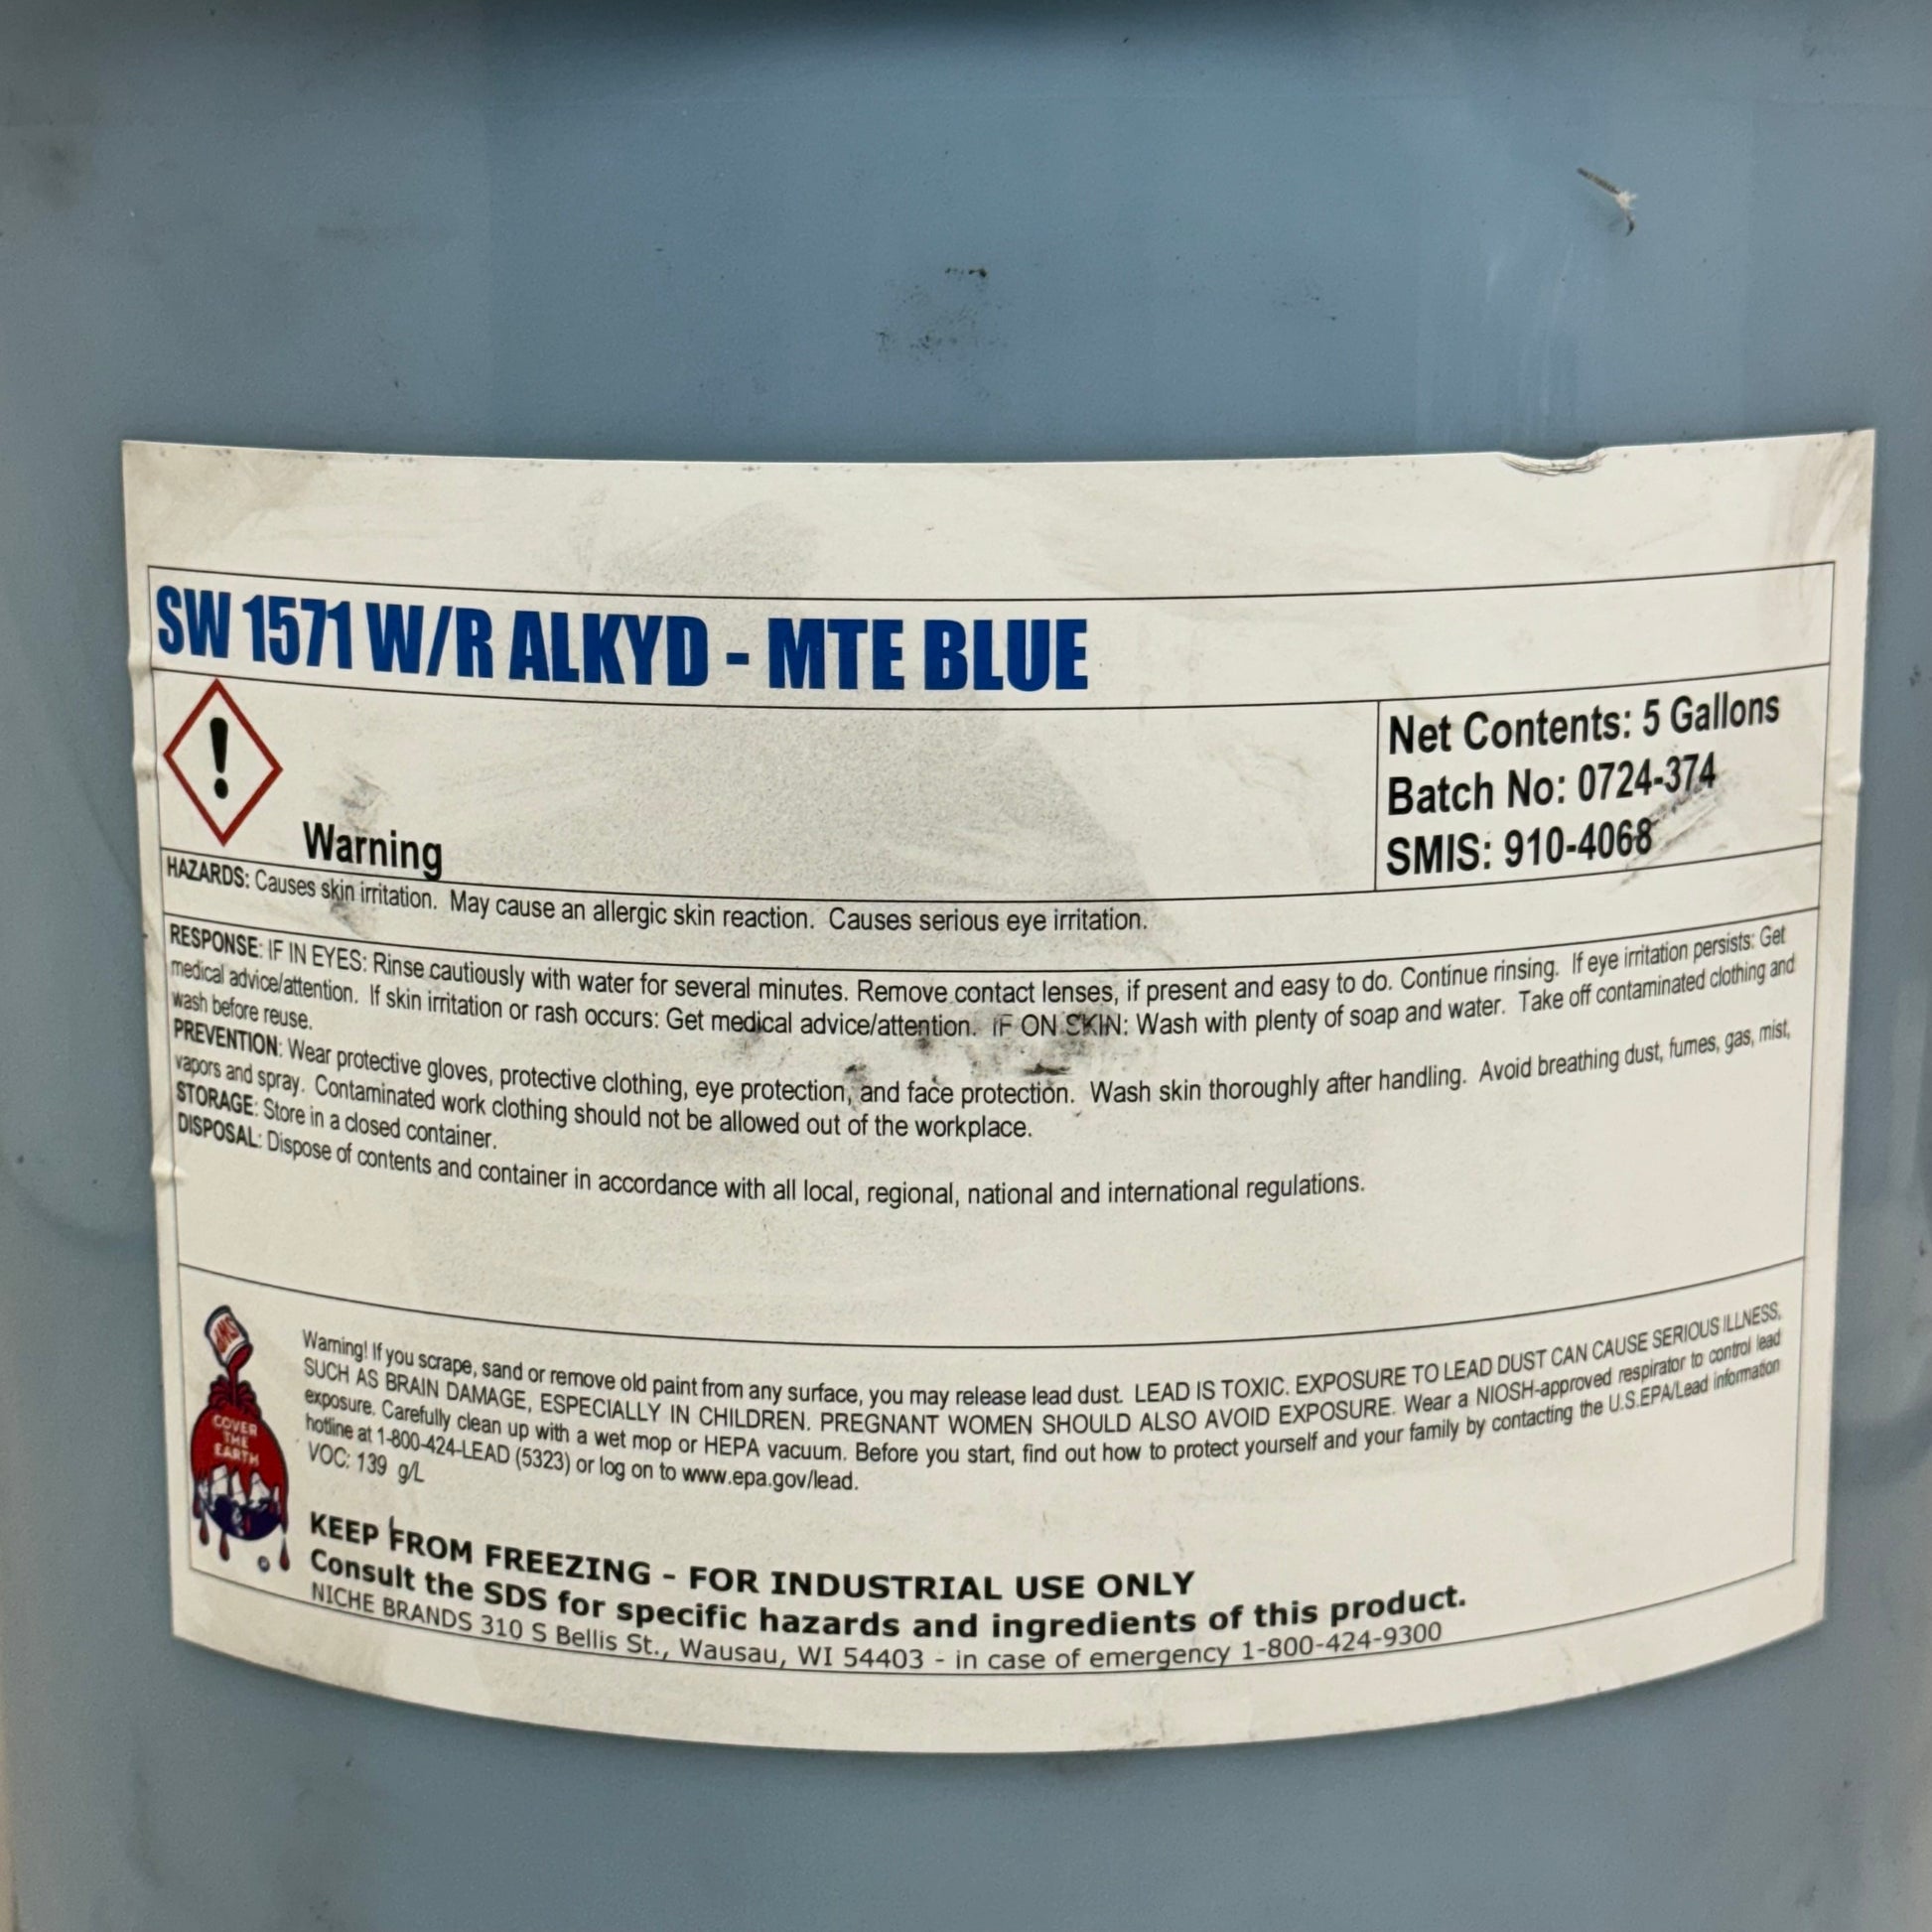 SW 1571 W/R ALKYD - MTE BLUE
!
Warning
Net Contents: 5 Gallons
Batch No: 0724-374
SMIS: 910-4068
HAZARDS: Causes skin irritation. May cause an allergic skin reaction. Causes serious eye irritation.
RESPONSE: IF IN EYES: Rinse cautiously with water for several minutes. Remove contact lenses, if present and easy to do. Continue rinsing. If eye irritation persists: Get
medical advice/attention. If skin irritation or rash occurs: Get medical advice/attention. IF ON SKIN: Wash with plenty of soap and water. Take off contaminated clothing and
wash before reuse.
PREVENTION: Wear protective gloves, protective clothing, eye protection, and face protection. Wash skin thoroughly after handling. Avoid breathing dust, fumes, gas, mist,
vapors and spray. Contaminated work clothing should not be allowed out of the workplace.
STORAGE: Store in a closed container.
DISPOSAL: Dispose of contents and container in accordance with all local, regional, national and international regulations.
SWP
COVER
THE
EARTH
Warning! If you scrape, sand or remove old paint from any surface, you may release lead dust. LEAD IS TOXIC. EXPOSURE TO LEAD DUST CAN CAUSE SERIOUS ILLNESS,
SUCH AS BRAIN DAMAGE, ESPECIALLY IN CHILDREN. PREGNANT WOMEN SHOULD ALSO AVOID EXPOSURE. Wear a NIOSH-approved respirator to control lead
exposure. Carefully clean up with a wet mop or HEPA vacuum. Before you start, find out how to protect yourself and your family by contacting the U.S.EPA/Lead information
hotline at 1-800-424-LEAD (5323) or log on to www.epa.gov/lead.
VOC: 139 g/L
KEEP FROM FREEZING - FOR INDUSTRIAL USE ONLY
Consult the SDS for specific hazards and ingredients of this product.
NICHE BRANDS 310 S Bellis St., Wausau, WI 54403 - in case of emergency 1-800-424-9300